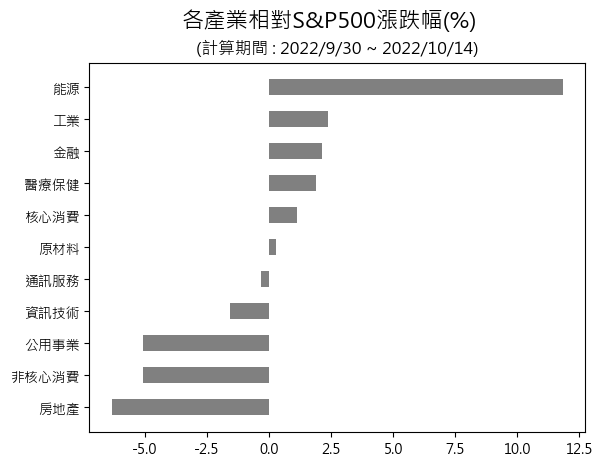 各產業相對S&P500漲跌幅(%)
(計算期間 : 2022/9/30 ~ 2022/10/14)
能源
工業
金融
醫療保健
核心消費
原材料
通訊服務
資訊技術
公用事業
非核心消費
房地產
-5.0 -2.5 0.0 2.5 5.0 7.5 10.0 12.5